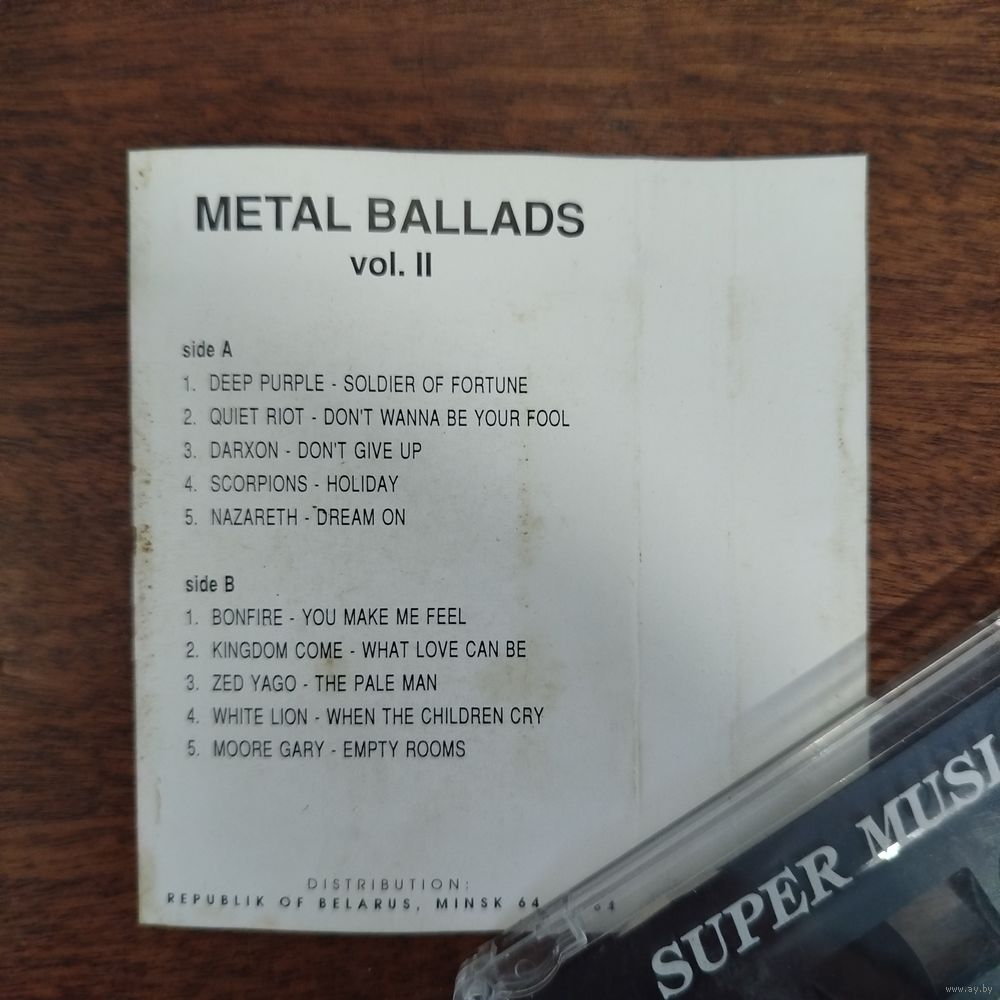 METAL BALLADS
vol. II
side A
1. DEEP PURPLE - SOLDIER OF FORTUNE
2. QUIET RIOT - DON'T WANNA BE YOUR FOOL
3. DARXON - DON'T GIVE UP
4. SCORPIONS - HOLIDAY
5. NAZARETH - DREAM ON
side B
1. BONFIRE - YOU MAKE ME FEEL
2. KINGDOM COME - WHAT LOVE CAN BE
3. ZED YAGO - THE PALE MAN
4. WHITE LION - WHEN THE CHILDREN CRY
5. MOORE GARY - EMPTY ROOMS
DISTRIBUTION:
REPUBLIK OF BELARUS, MINSK 64
SUPER MUSI
www.ay.by